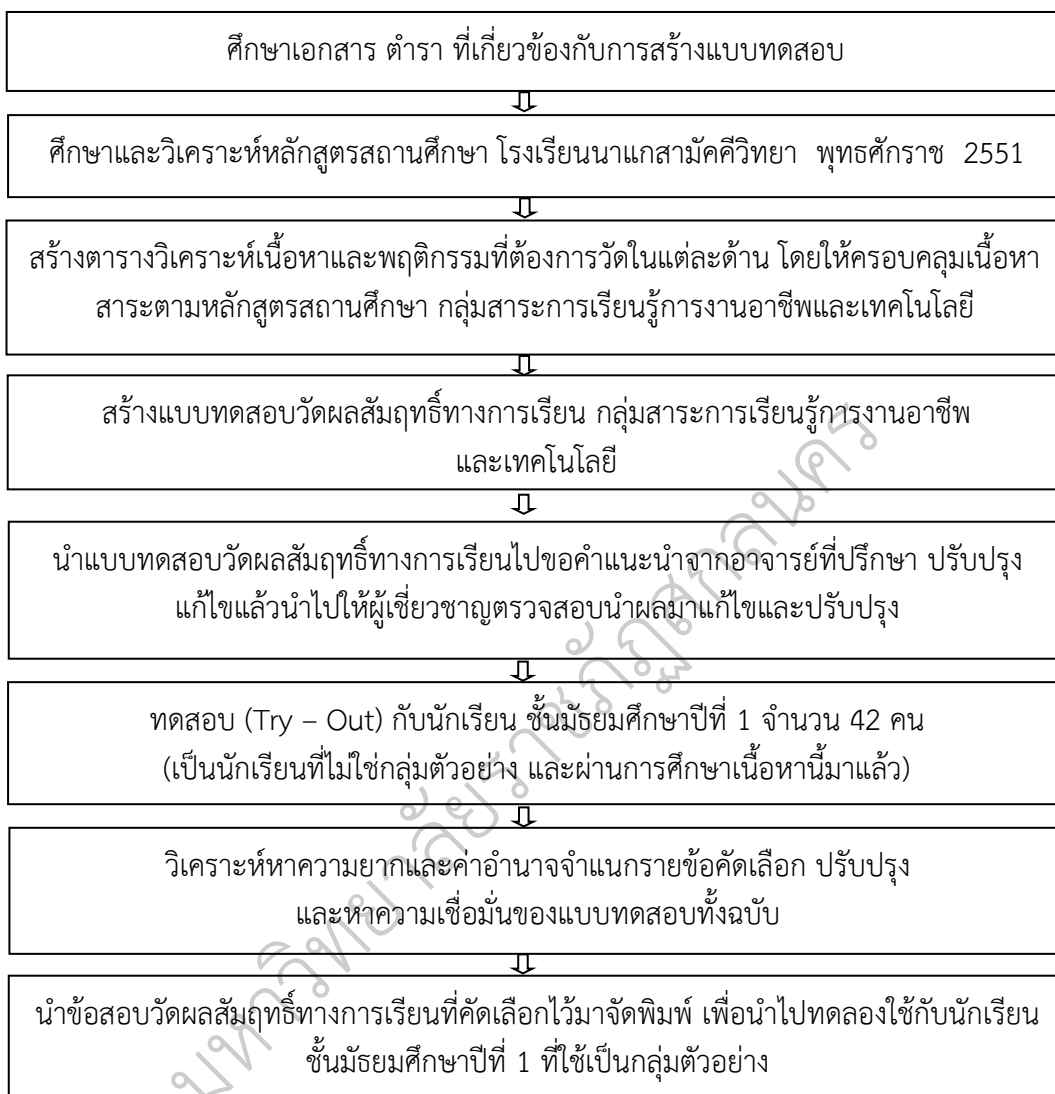 ศึกษาเอกสาร ตำรา ที่เกี่ยวข้องกับการสร้างแบบทดสอบ
ศึกษาและวิเคราะห์หลักสูตรสถานศึกษา โรงเรียนนาแกสามัคคีวิทยา พุทธศักราช 2551
สร้างตารางวิเคราะห์เนื้อหาและพฤติกรรมที่ต้องการวัดในแต่ละด้าน โดยให้ครอบคลุมเนื้อหา
สาระตามหลักสูตรสถานศึกษา กลุ่มสาระการเรียนรู้การงานอาชีพและเทคโนโลยี
สร้างแบบทดสอบวัดผลสัมฤทธิ์ทางการเรียน กลุ่มสาระการเรียนรู้การงานอาชีพ
และเทคโนโลยี
นำแบบทดสอบวัดผลสัมฤทธิ์ทางการเรียนไปขอคำแนะนำจากอาจารย์ที่ปรึกษา ปรับปรุง
แก้ไขแล้วนำไปให้ผู้เชี่ยวชาญตรวจสอบนำผลมาแก้ไขและปรับปรุง
ทดสอบ (Try – Out) กับนักเรียน ชั้นมัธยมศึกษาปีที่ 1 จำนวน 42 คน
(เป็นนักเรียนที่ไม่ใช่กลุ่มตัวอย่าง และผ่านการศึกษาเนื้อหานี้มาแล้ว)
วิเคราะห์หาความยากและค่าอำนาจจำแนกรายข้อคัดเลือก ปรับปรุง
และหาความเชื่อมั่นของแบบทดสอบทั้งฉบับ
นำข้อสอบวัดผลสัมฤทธิ์ทางการเรียนที่คัดเลือกไว้มาจัดพิมพ์ เพื่อนำไปทดลองใช้กับนักเรียน
ชั้นมัธยมศึกษาปีที่ 1 ที่ใช้เป็นกลุ่มตัวอย่าง
มหาวิทยาลัยราชภัฏสกลนคร